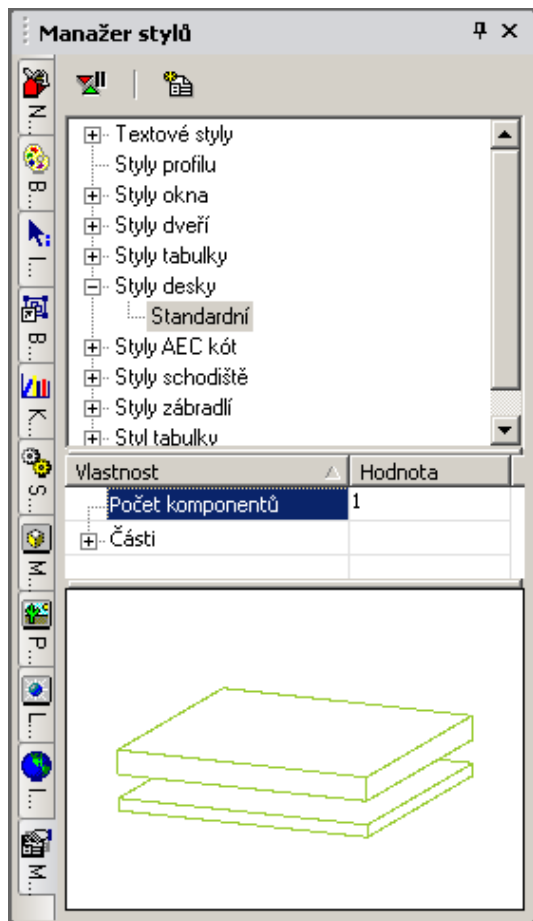 Manažer stylů
N...
B...
I...
B...
K...
S...
M...
P...
L...
I...
M...
Textové styly
Styly profilu
Styly okna
Styly dveří
Styly tabulky
Styly desky
Standardní
Styly AEC kót
Styly schodiště
Styly zábradlí
Styl tabulky
Vlastnost Hodnota
Počet komponentů 1
Části